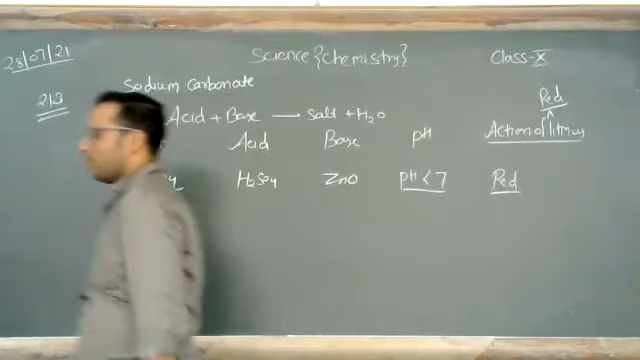 28/07/21 Science {chemistry} Class-X
Sodium Carbonate
213 Red
Acid + Base → Salt + H₂O Action of litmus
Acid Base pH
H₂SO₄ ZnO pH < 7 Red